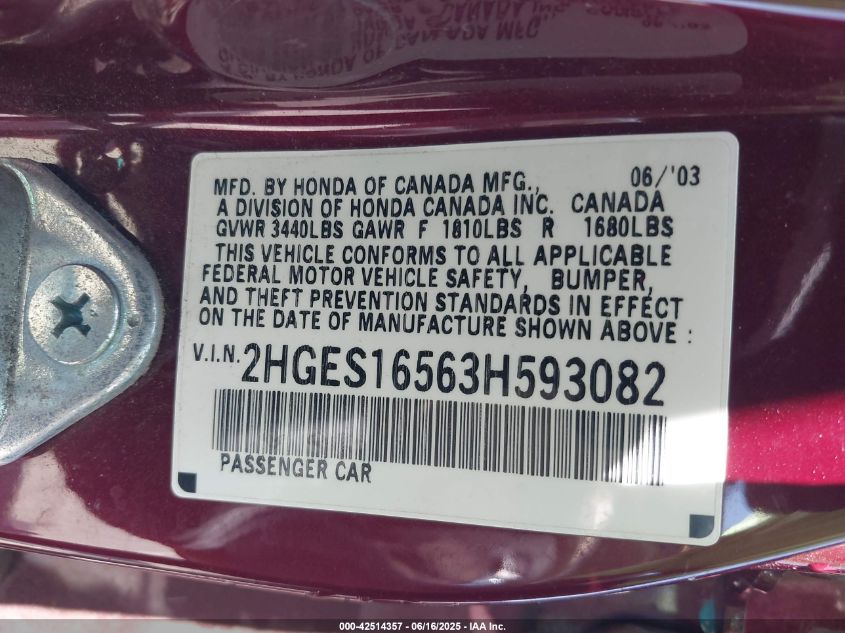 MFD. BY HONDA OF CANADA MFG., 06/'03
A DIVISION OF HONDA CANADA INC. CANADA
GVWR 3440LBS GAWR F 1810LBS R 1680LBS
THIS VEHICLE CONFORMS TO ALL APPLICABLE
FEDERAL MOTOR VEHICLE SAFETY, BUMPER,
AND THEFT PREVENTION STANDARDS IN EFFECT
ON THE DATE OF MANUFACTURE SHOWN ABOVE :
V.I.N. 2HGES16563H593082
PASSENGER CAR
000-42514357 - 06/16/2025 - IAA Inc.